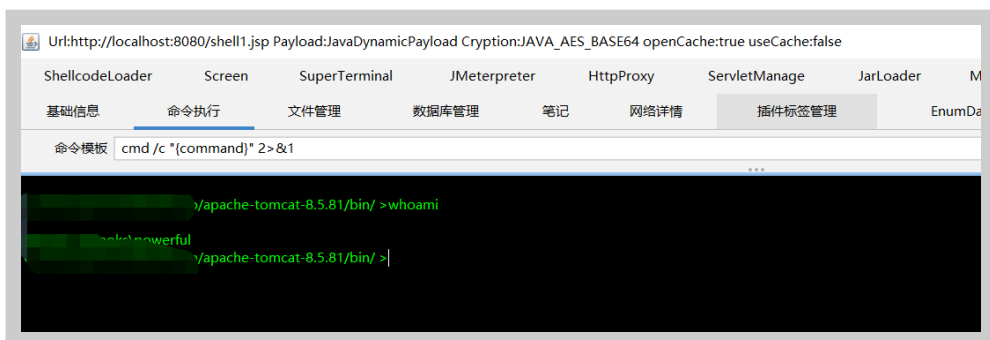 Url:http://localhost:8080/shell1.jsp Payload:JavaDynamicPayload Cryption:JAVA_AES_BASE64 openCache:true useCache:false
ShellcodeLoader Screen SuperTerminal JMeterpreter HttpProxy ServletManage JarLoader M
基础信息 命令执行 文件管理 数据库管理 笔记 网络详情 插件标签管理 EnumDa
命令模板 cmd /c "{command}" 2>&1
/apache-tomcat-8.5.81/bin/ >whoami
\powerful
/apache-tomcat-8.5.81/bin/ >